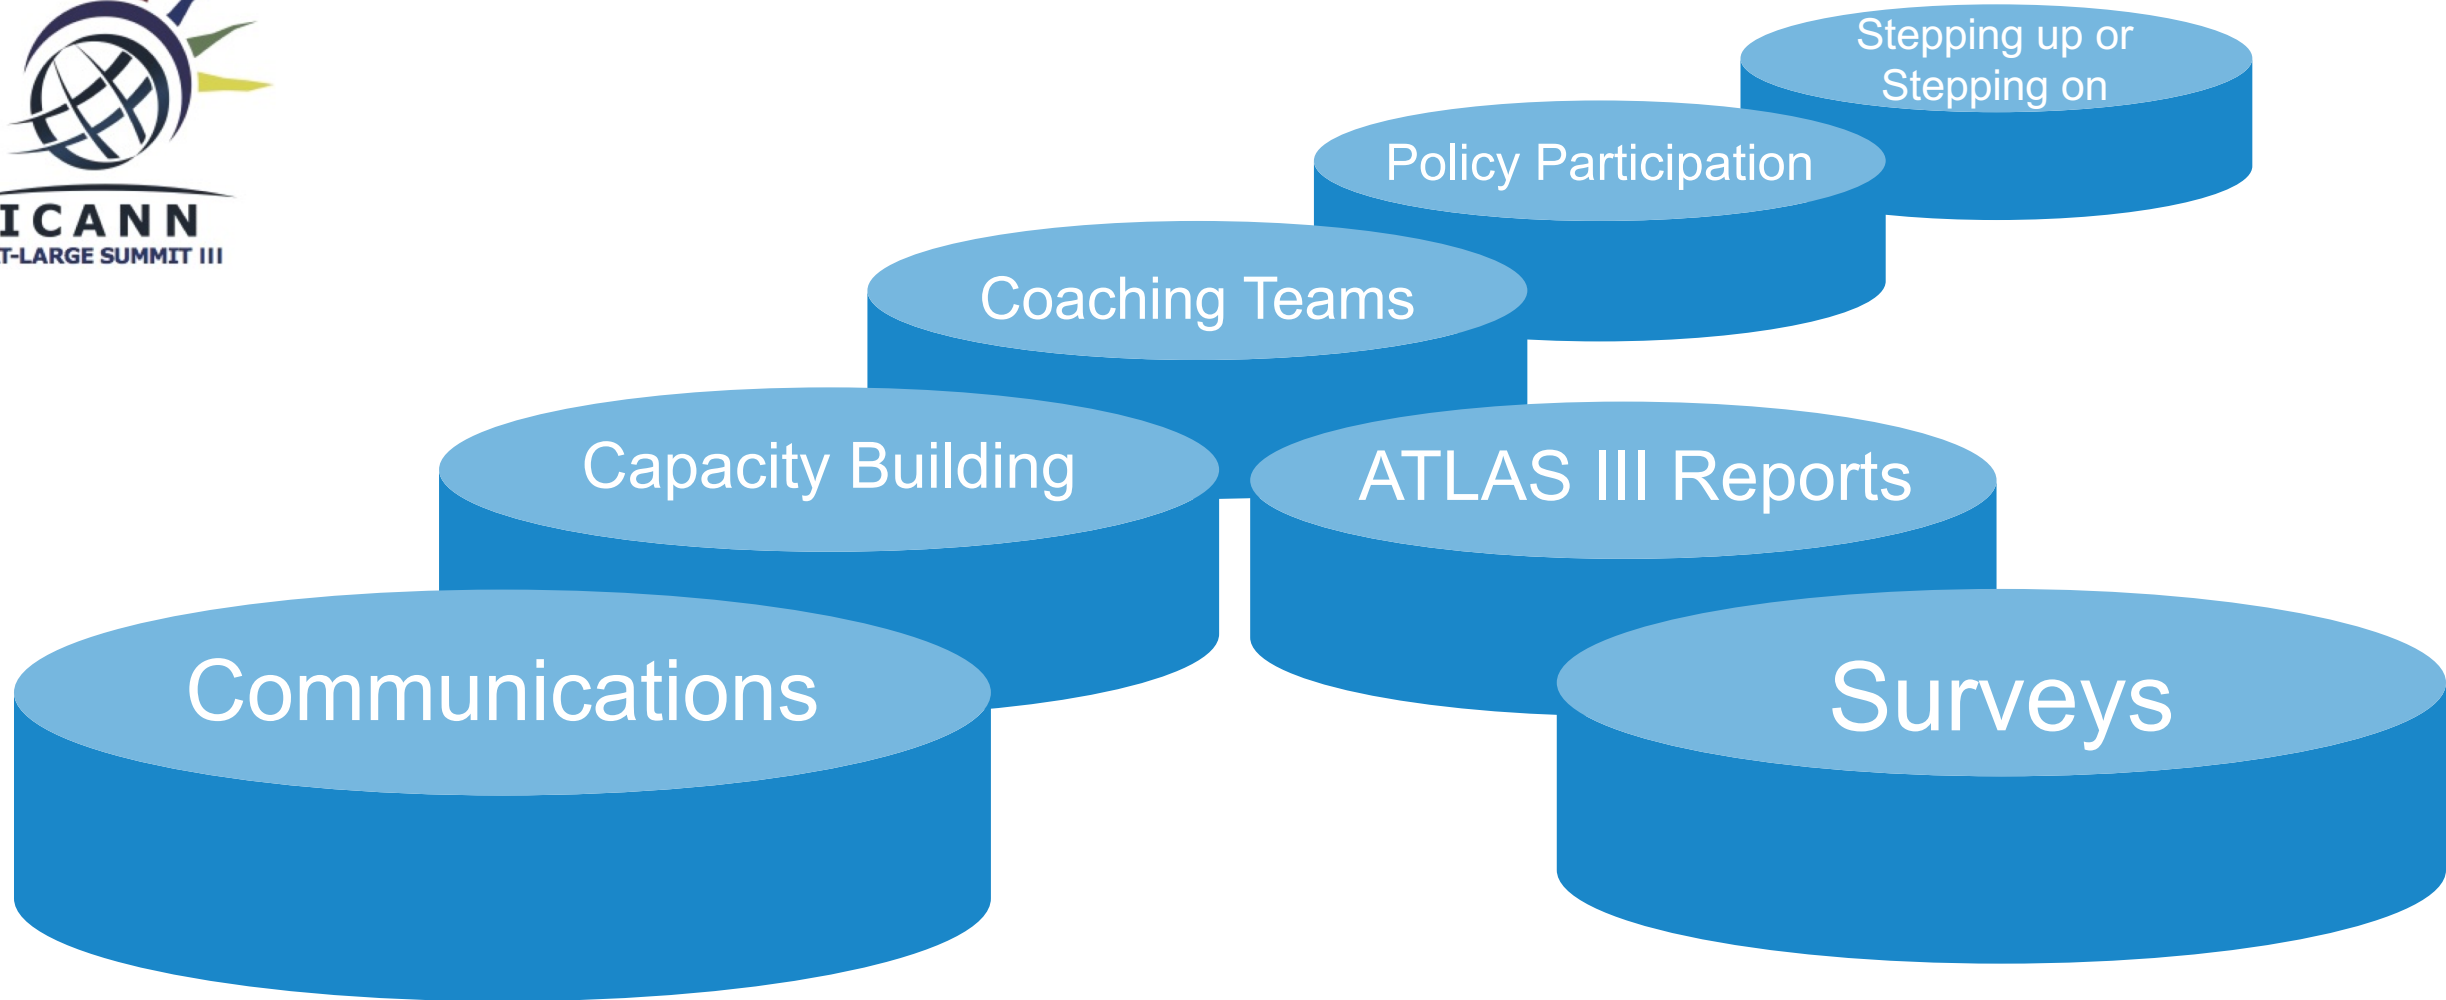 ICANN
T-LARGE SUMMIT III
Stepping up or
Stepping on
Policy Participation
Coaching Teams
Capacity Building
ATLAS III Reports
Communications
Surveys